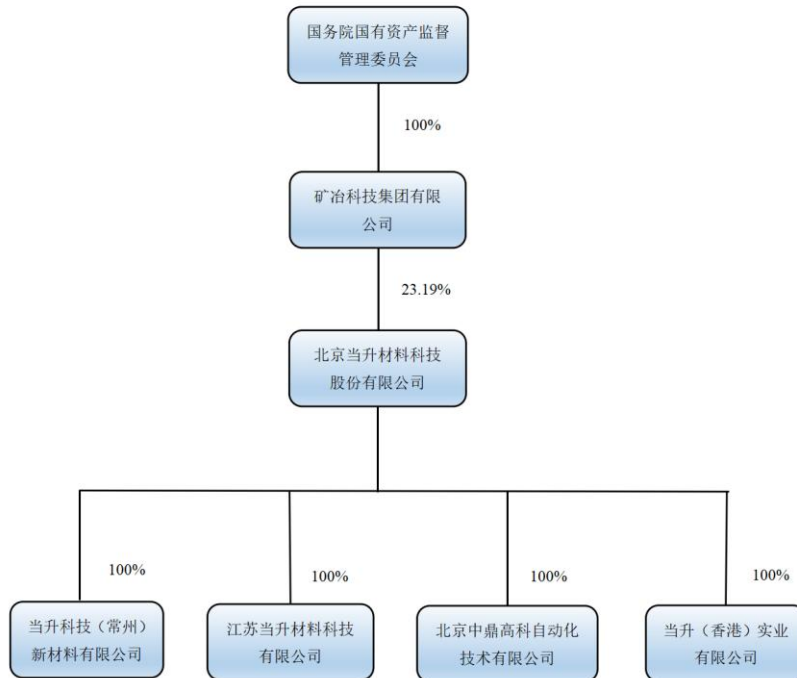 国务院国有资产监督
管理委员会
100%
矿冶科技集团有限
公司
23.19%
北京当升材料科技
股份有限公司
100%
100%
100%
100%
当升科技（常州）
新材料有限公司
江苏当升材料科技
有限公司
北京中鼎高科自动化
技术有限公司
当升（香港）实业
有限公司